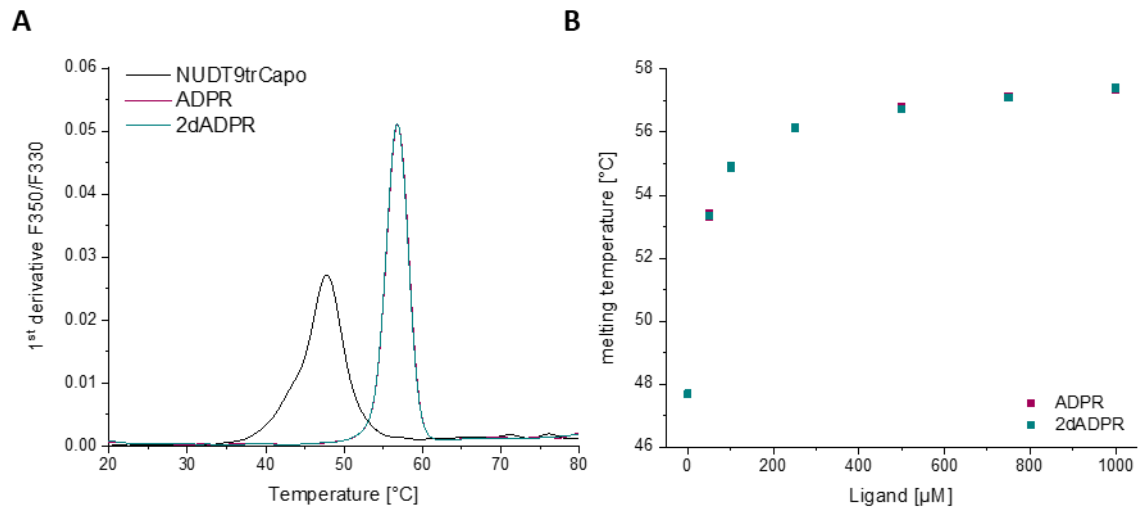 A
1st derivative F350/F330
0.06
0.05
0.04
0.03
0.02
0.01
0.00
NUDT9trCapo
ADPR
2dADPR
20 30 40 50 60 70 80
Temperature [°C]
B
melting temperature [°C]
58
56
54
52
50
48
46
ADPR
2dADPR
0 200 400 600 800 1000
Ligand [µM]